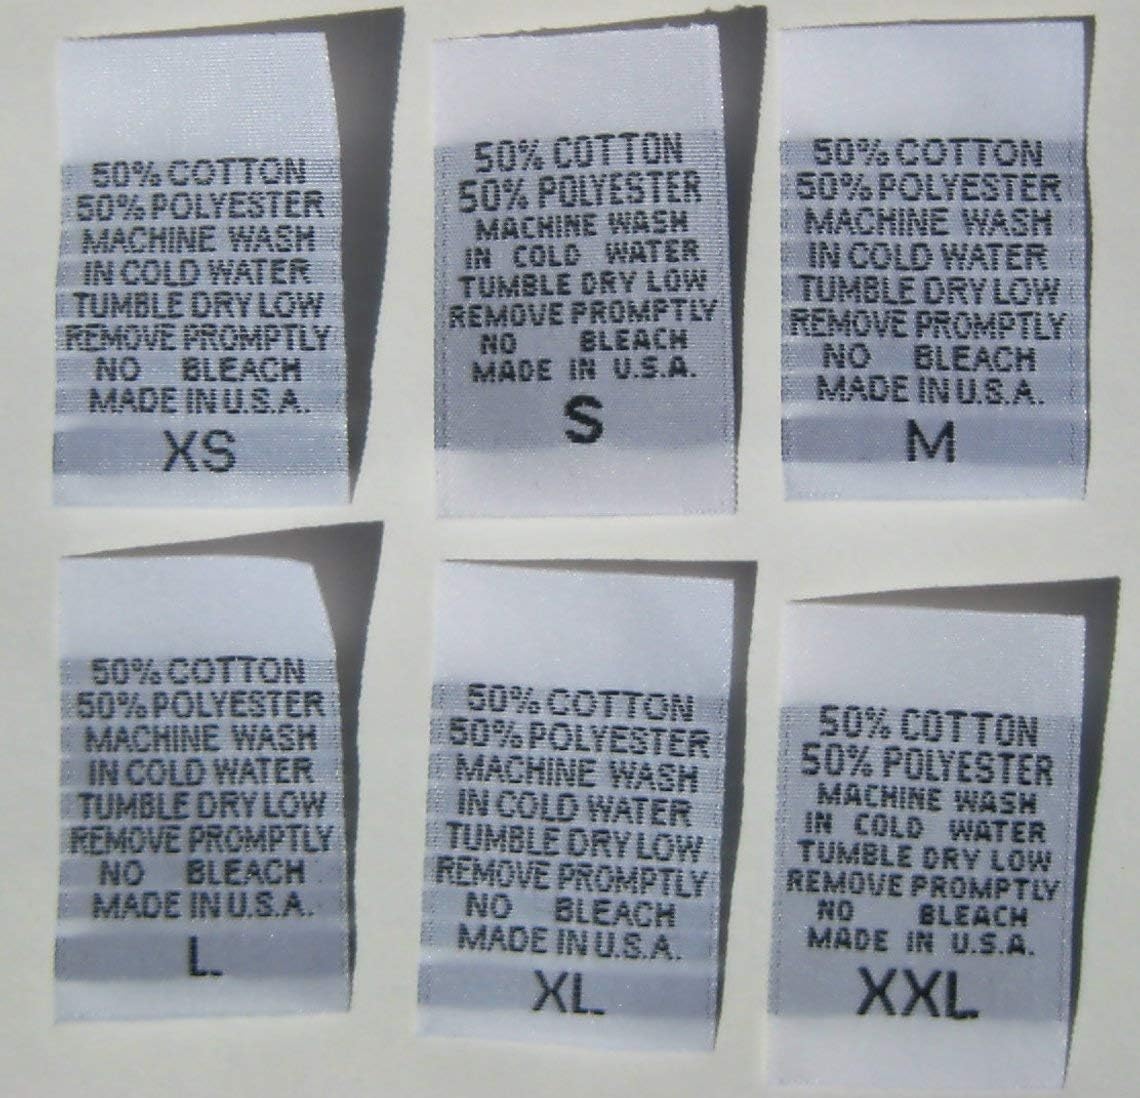 50% COTTON
50% POLYESTER
MACHINE WASH
IN COLD WATER
TUMBLE DRY LOW
REMOVE PROMPTLY
NO BLEACH
MADE IN U.S.A.
XS
50% COTTON
50% POLYESTER
MACHINE WASH
IN COLD WATER
TUMBLE DRY LOW
REMOVE PROMPTLY
NO BLEACH
MADE IN U.S.A.
S
50% COTTON
50% POLYESTER
MACHINE WASH
IN COLD WATER
TUMBLE DRY LOW
REMOVE PROMPTLY
NO BLEACH
MADE IN U.S.A.
M
50% COTTON
50% POLYESTER
MACHINE WASH
IN COLD WATER
TUMBLE DRY LOW
REMOVE PROMPTLY
NO BLEACH
MADE IN U.S.A.
L
50% COTTON
50% POLYESTER
MACHINE WASH
IN COLD WATER
TUMBLE DRY LOW
REMOVE PROMPTLY
NO BLEACH
MADE IN U.S.A.
XL
50% COTTON
50% POLYESTER
MACHINE WASH
IN COLD WATER
TUMBLE DRY LOW
REMOVE PROMPTLY
NO BLEACH
MADE IN U.S.A.
XXL